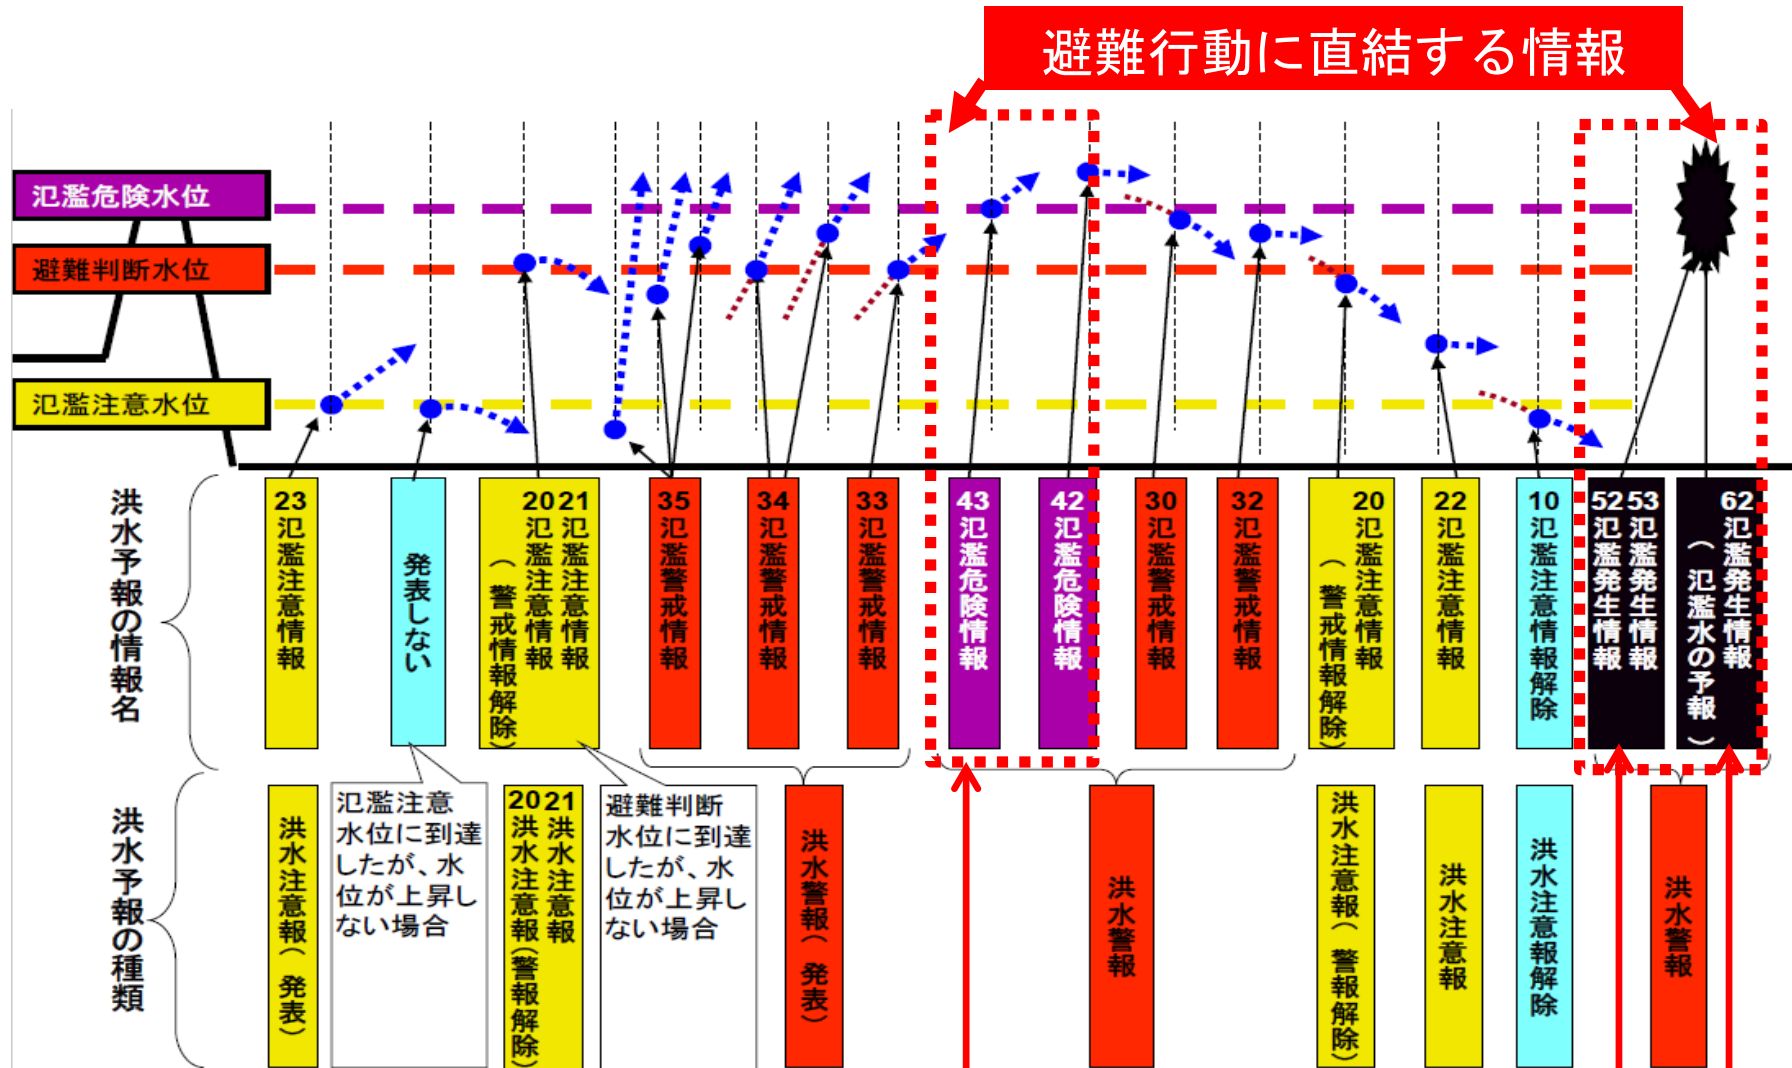 避難行動に直結する情報
氾濫危険水位
避難判断水位
氾濫注意水位
洪水予報の情報名
23
氾濫注意情報
発表しない
20 21
氾濫注意情報
氾濫注意情報
(警戒情報解除)
35
氾濫警戒情報
34
氾濫警戒情報
33
氾濫警戒情報
43
氾濫危険情報
42
氾濫危険情報
30
氾濫警戒情報
32
氾濫警戒情報
20
氾濫注意情報
(警戒情報解除)
22
氾濫注意情報
10
氾濫注意情報解除
52 53
氾濫発生情報
氾濫発生情報
62
氾濫発生情報
(氾濫水の予報)
洪水予報の種類
洪水注意報(発表)
氾濫注意
水位に到達
したが、水
位が上昇し
ない場合
20 21
洪水注意報
洪水注意報(警報解除)
避難判断
水位に到達
したが、水
位が上昇し
ない場合
洪水警報(発表)
洪水警報
洪水注意報(警報解除)
洪水注意報
洪水注意報解除
洪水警報